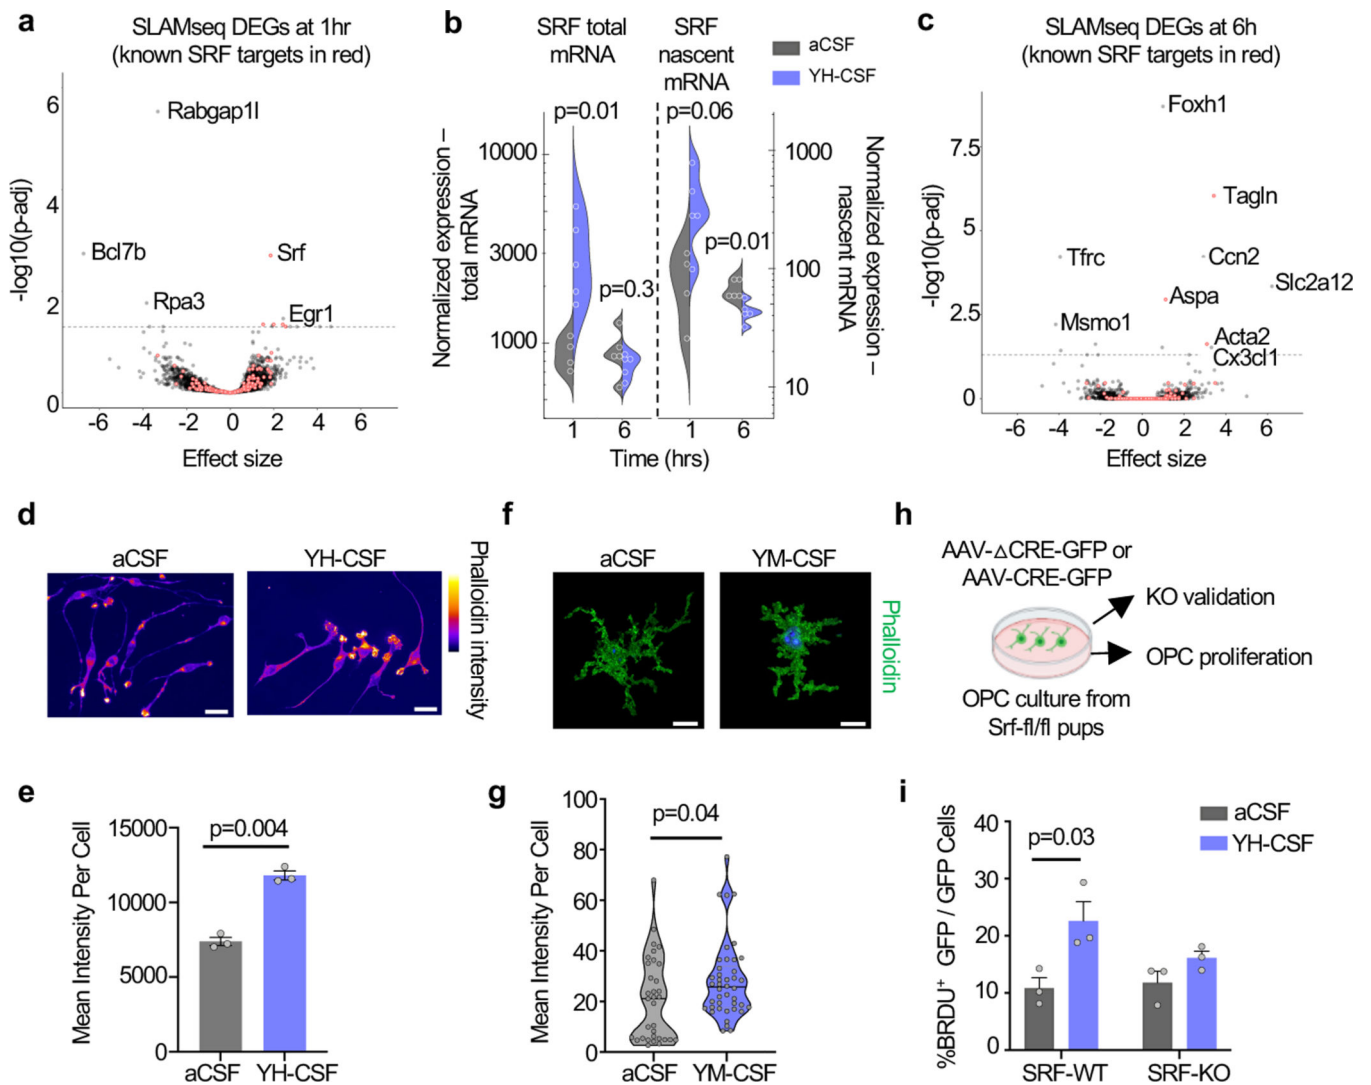 a
SLAMseq DEGs at 1hr
(known SRF targets in red)
-log10(p-adj)
6
4
2
0
Rabgap1l
Bcl7b
Srf
Rpa3
Egr1
-6 -4 -2 0 2 4 6
Effect size
b
SRF total
mRNA
SRF
nascent
mRNA
aCSF
YH-CSF
p=0.01
p=0.06
Normalized expression –
total mRNA
10000
3000
1000
p=0.3
p=0.01
1000
100
10
Normalized expression –
nascent mRNA
1 6 1 6
Time (hrs)
c
SLAMseq DEGs at 6h
(known SRF targets in red)
-log10(p-adj)
7.5
5.0
2.5
0
Foxh1
Tagln
Tfrc
Ccn2
Slc2a12
Aspa
Msmo1
Acta2
Cx3cl1
-6 -4 -2 0 2 4 6
Effect size
d
aCSF
YH-CSF
Phalloidin intensity
f
aCSF
YM-CSF
Phalloidin
h
AAV-△CRE-GFP or
AAV-CRE-GFP
KO validation
OPC proliferation
OPC culture from
Srf-fl/fl pups
e
Mean Intensity Per Cell
15000
10000
5000
0
p=0.004
aCSF YH-CSF
g
Mean Intensity Per Cell
100
80
60
40
20
0
p=0.04
aCSF YM-CSF
i
%BRDU⁺ GFP / GFP Cells
40
30
20
10
0
p=0.03
aCSF
YH-CSF
SRF-WT SRF-KO